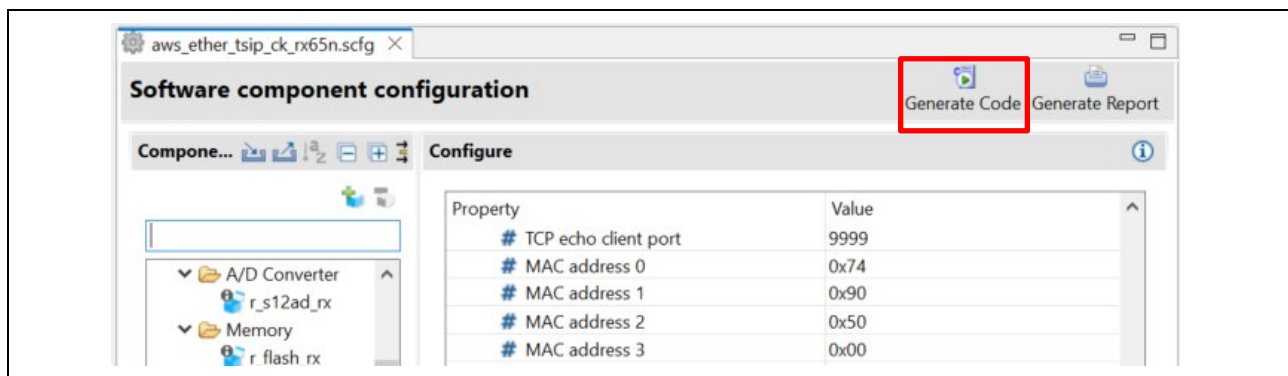 aws_ether_tsip_ck_rx65n.scfg
Software component configuration
Generate Code
Generate Report
Compone...
Configure
Property Value
# TCP echo client port 9999
# MAC address 0 0x74
# MAC address 1 0x90
# MAC address 2 0x50
# MAC address 3 0x00
A/D Converter
r_s12ad_rx
Memory
r_flash_rx